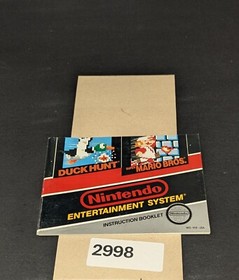 DUCK HUNT
MARIO BROS.
Nintendo
ENTERTAINMENT SYSTEM
INSTRUCTION BOOKLET
2998